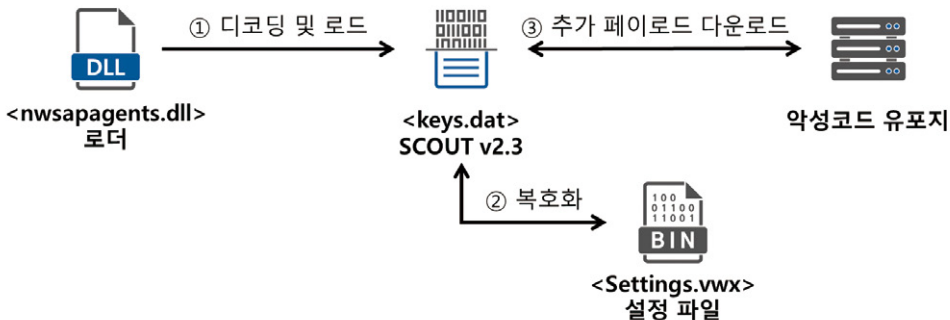 ① 디코딩 및 로드
③ 추가 페이로드 다운로드
DLL
<nwsapagents.dll>
로더
<keys.dat>
SCOUT v2.3
악성코드 유포지
② 복호화
100
01100
11001
BIN
<Settings.vwx>
설정 파일